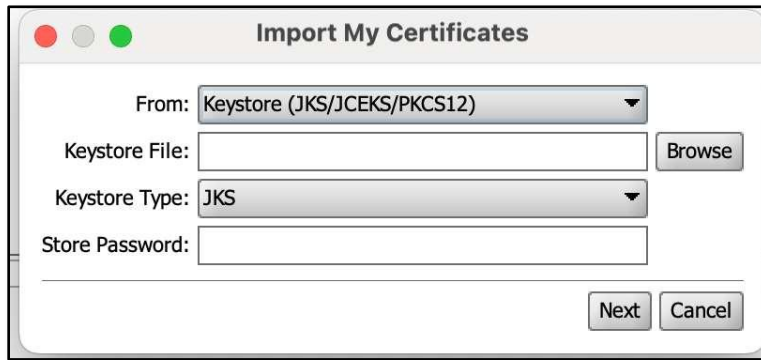 Import My Certificates
From: Keystore (JKS/JCEKS/PKCS12)
Keystore File: Browse
Keystore Type: JKS
Store Password:
Next Cancel